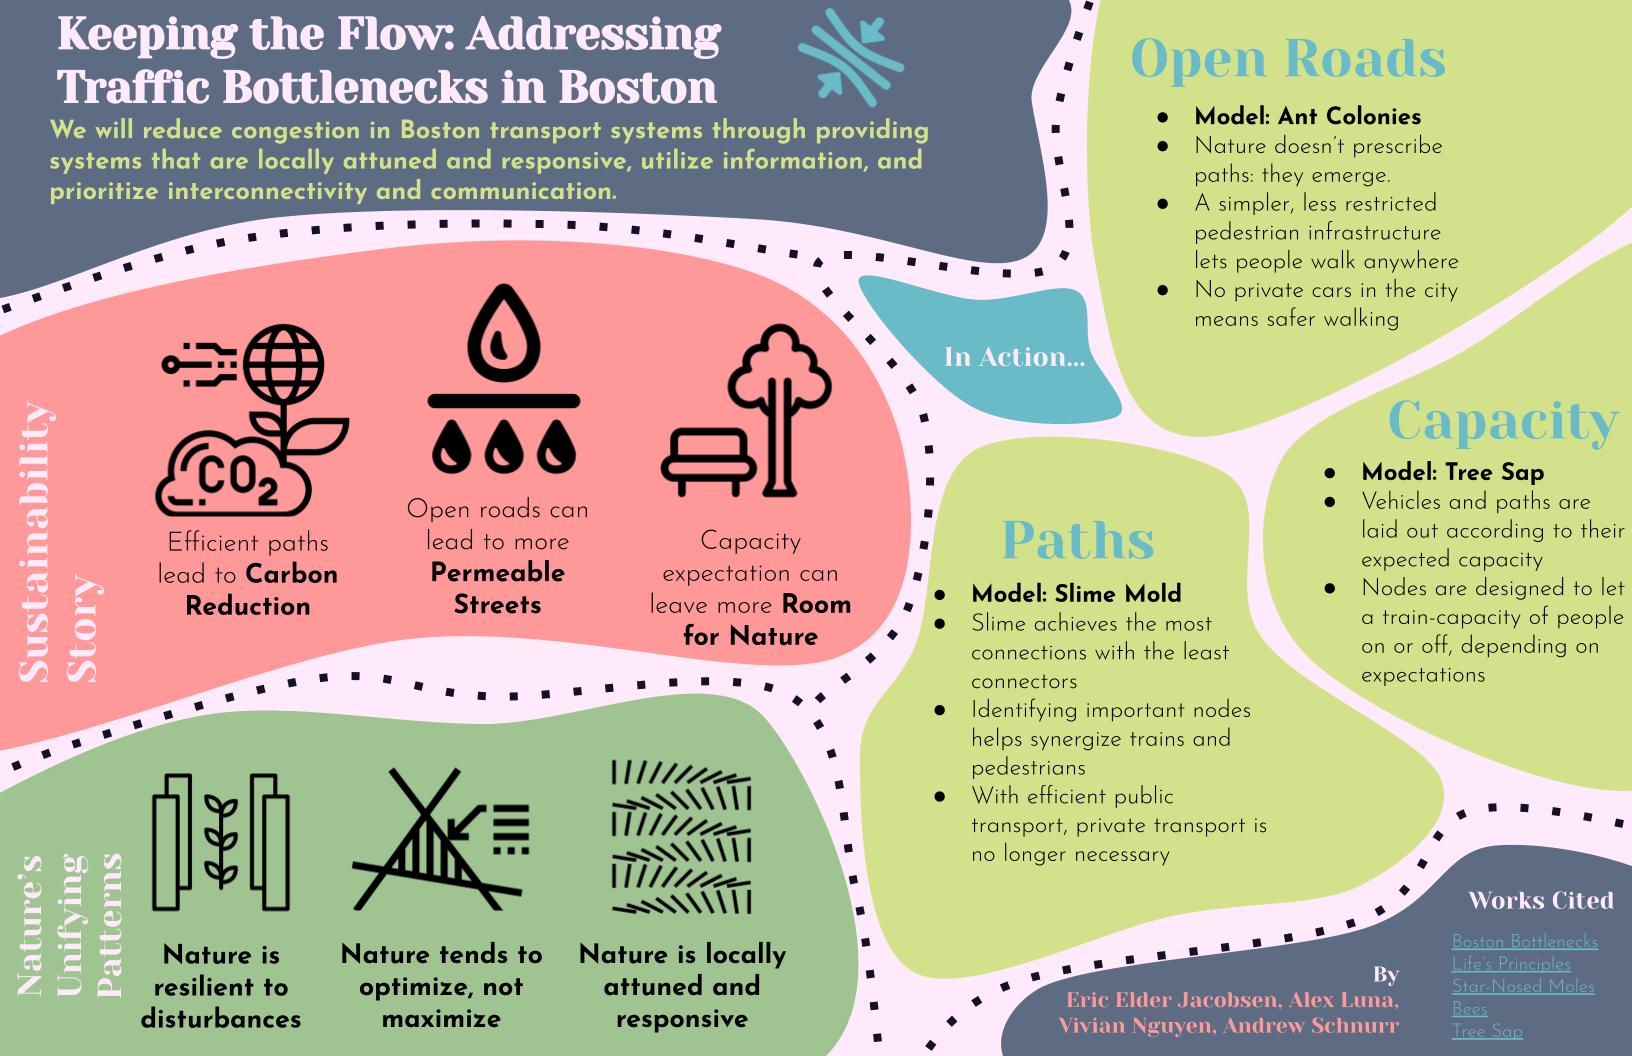 Keeping the Flow: Addressing
Traffic Bottlenecks in Boston
We will reduce congestion in Boston transport systems through providing
systems that are locally attuned and responsive, utilize information, and
prioritize interconnectivity and communication.
Sustainability
Story
CO2
Efficient paths
lead to Carbon
Reduction
Open roads can
lead to more
Permeable
Streets
Capacity
expectation can
leave more Room
for Nature
Nature's
Unifying
Patterns
Nature is
resilient to
disturbances
Nature tends to
optimize, not
maximize
Nature is locally
attuned and
responsive
In Action...
Open Roads
● Model: Ant Colonies
● Nature doesn't prescribe
paths: they emerge.
● A simpler, less restricted
pedestrian infrastructure
lets people walk anywhere
● No private cars in the city
means safer walking
Capacity
● Model: Tree Sap
● Vehicles and paths are
laid out according to their
expected capacity
● Nodes are designed to let
a train-capacity of people
on or off, depending on
expectations
Paths
● Model: Slime Mold
● Slime achieves the most
connections with the least
connectors
● Identifying important nodes
helps synergize trains and
pedestrians
● With efficient public
transport, private transport is
no longer necessary
By
Eric Elder Jacobsen, Alex Luna,
Vivian Nguyen, Andrew Schnurr
Works Cited
Boston Bottlenecks
Life's Principles
Star-Nosed Moles
Bees
Tree Sap